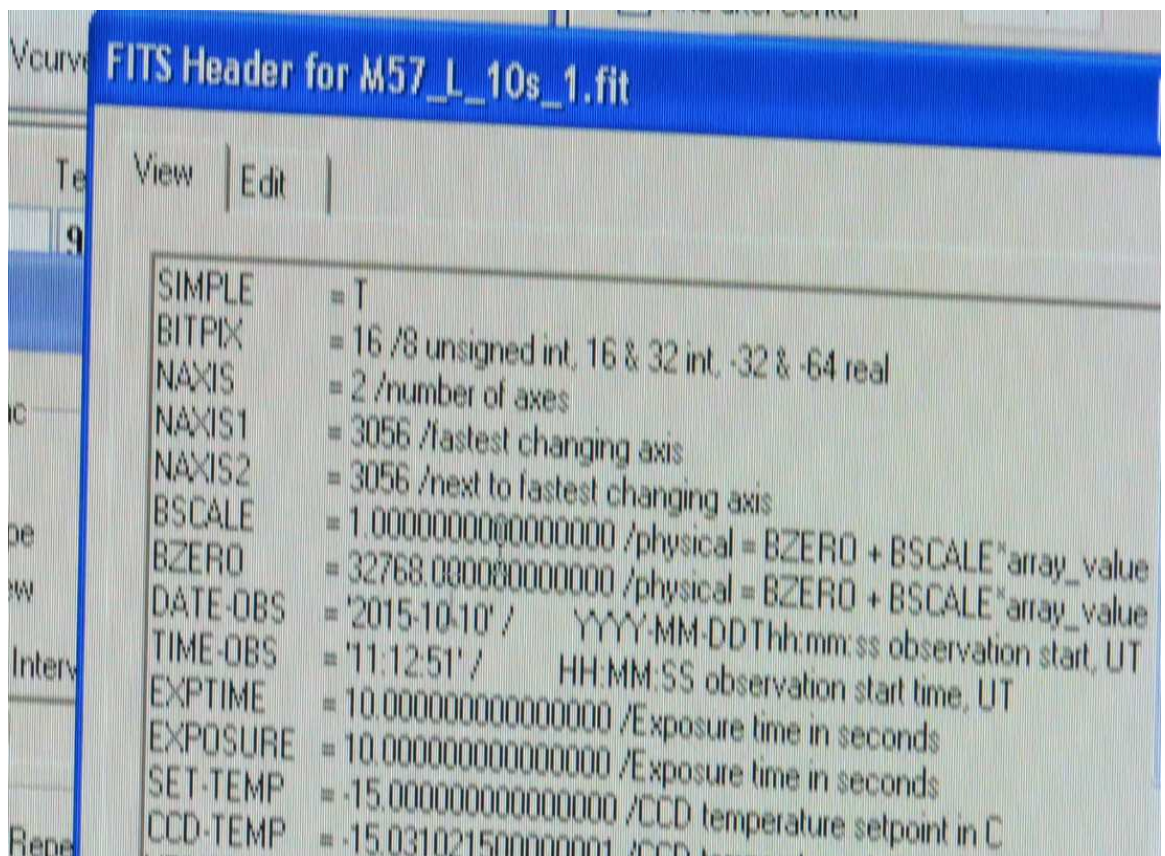 Vcurve
FITS Header for M57_L_10s_1.fit
Te
View Edit
9
SIMPLE = T
BITPIX = 16 /8 unsigned int, 16 & 32 int, -32 & -64 real
NAXIS = 2 /number of axes
NAXIS1 = 3056 /fastest changing axis
NAXIS2 = 3056 /next to fastest changing axis
BSCALE = 1.0000000000000000 /physical = BZERO + BSCALE*array_value
BZERO = 32768.000000000000 /physical = BZERO + BSCALE*array_value
DATE-OBS = '2015-10-10' / YYYY-MM-DDThh:mm:ss observation start, UT
TIME-OBS = '11:12:51' / HH:MM:SS observation start time, UT
Interv
EXPTIME = 10.000000000000000 /Exposure time in seconds
EXPOSURE = 10.000000000000000 /Exposure time in seconds
SET-TEMP = -15.000000000000000 /CCD temperature setpoint in C
CCD-TEMP = -15.031021500000001 /CCD
Repe